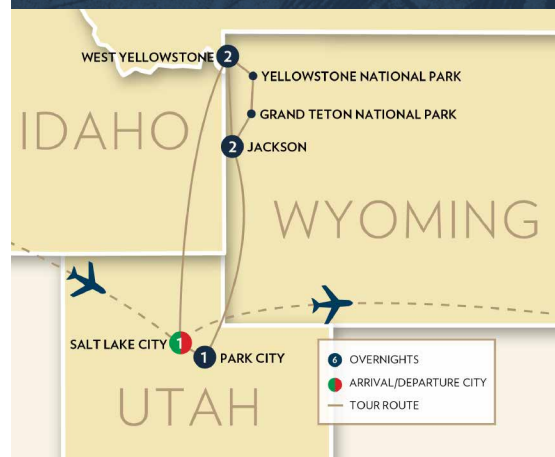 WEST YELLOWSTONE 2
YELLOWSTONE NATIONAL PARK
GRAND TETON NATIONAL PARK
IDAHO
2 JACKSON
WYOMING
SALT LAKE CITY 1
1 PARK CITY
UTAH
6 OVERNIGHTS
ARRIVAL/DEPARTURE CITY
TOUR ROUTE